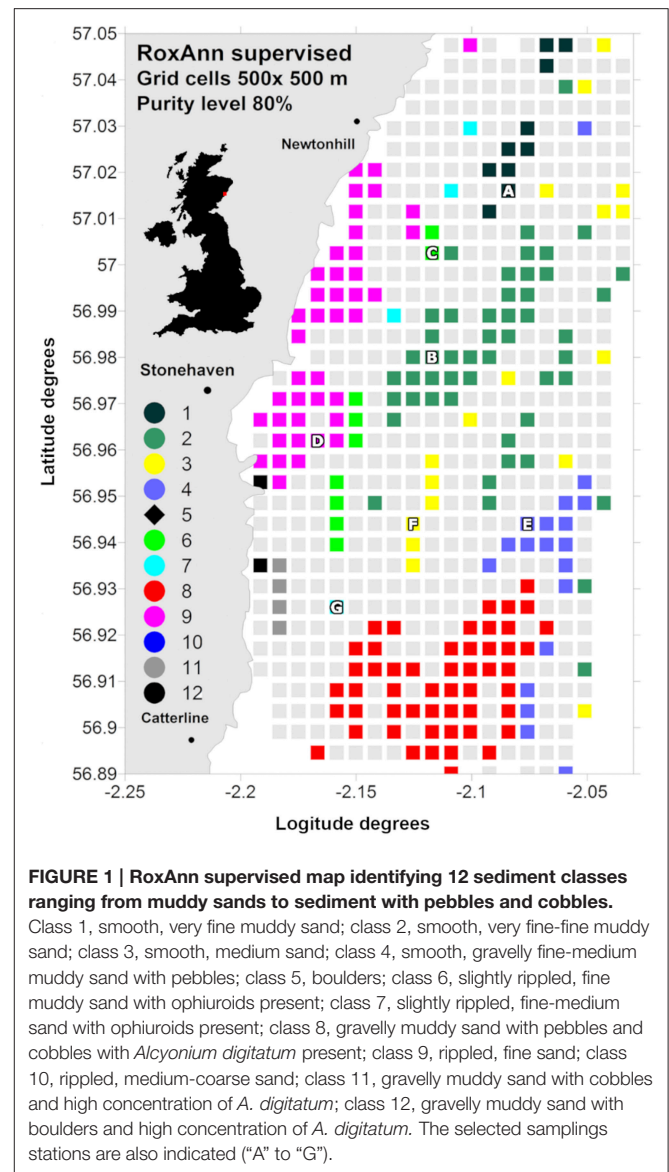 57.05
57.04
57.03
57.02
57.01
57
56.99
56.98
56.97
56.96
56.95
56.94
56.93
56.92
56.91
56.9
56.89
Latitude degrees
RoxAnn supervised
Grid cells 500x 500 m
Purity level 80%
Newtonhill
Stonehaven
1
2
3
4
5
6
7
8
9
10
11
12
Catterline
A
C
B
D
F
E
G
-2.25
-2.2
-2.15
-2.1
-2.05
Logitude degrees
FIGURE 1 | RoxAnn supervised map identifying 12 sediment classes
ranging from muddy sands to sediment with pebbles and cobbles.
Class 1, smooth, very fine muddy sand; class 2, smooth, very fine-fine muddy
sand; class 3, smooth, medium sand; class 4, smooth, gravelly fine-medium
muddy sand with pebbles; class 5, boulders; class 6, slightly rippled, fine
muddy sand with ophiuroids present; class 7, slightly rippled, fine-medium
sand with ophiuroids present; class 8, gravelly muddy sand with pebbles and
cobbles with Alcyonium digitatum present; class 9, rippled, fine sand; class
10, rippled, medium-coarse sand; class 11, gravelly muddy sand with cobbles
and high concentration of A. digitatum; class 12, gravelly muddy sand with
boulders and high concentration of A. digitatum. The selected samplings
stations are also indicated (“A” to “G”).